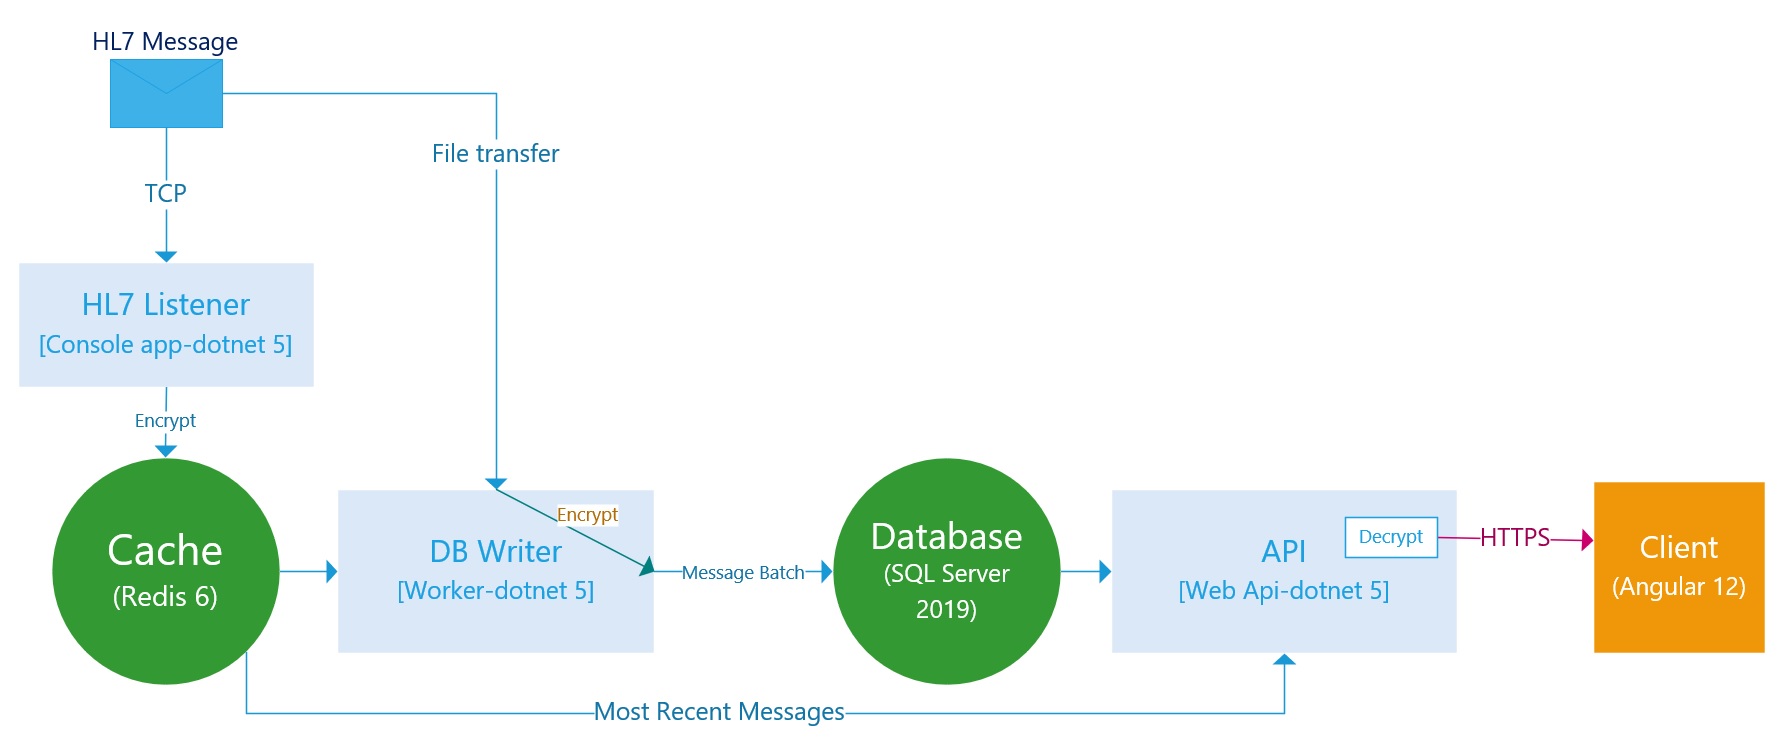 HL7 Message
File transfer
TCP
HL7 Listener
[Console app-dotnet 5]
Encrypt
Cache
(Redis 6)
Encrypt
DB Writer
[Worker-dotnet 5]
Message Batch
Database
(SQL Server
2019)
API
[Web Api-dotnet 5]
Decrypt
HTTPS
Client
(Angular 12)
Most Recent Messages